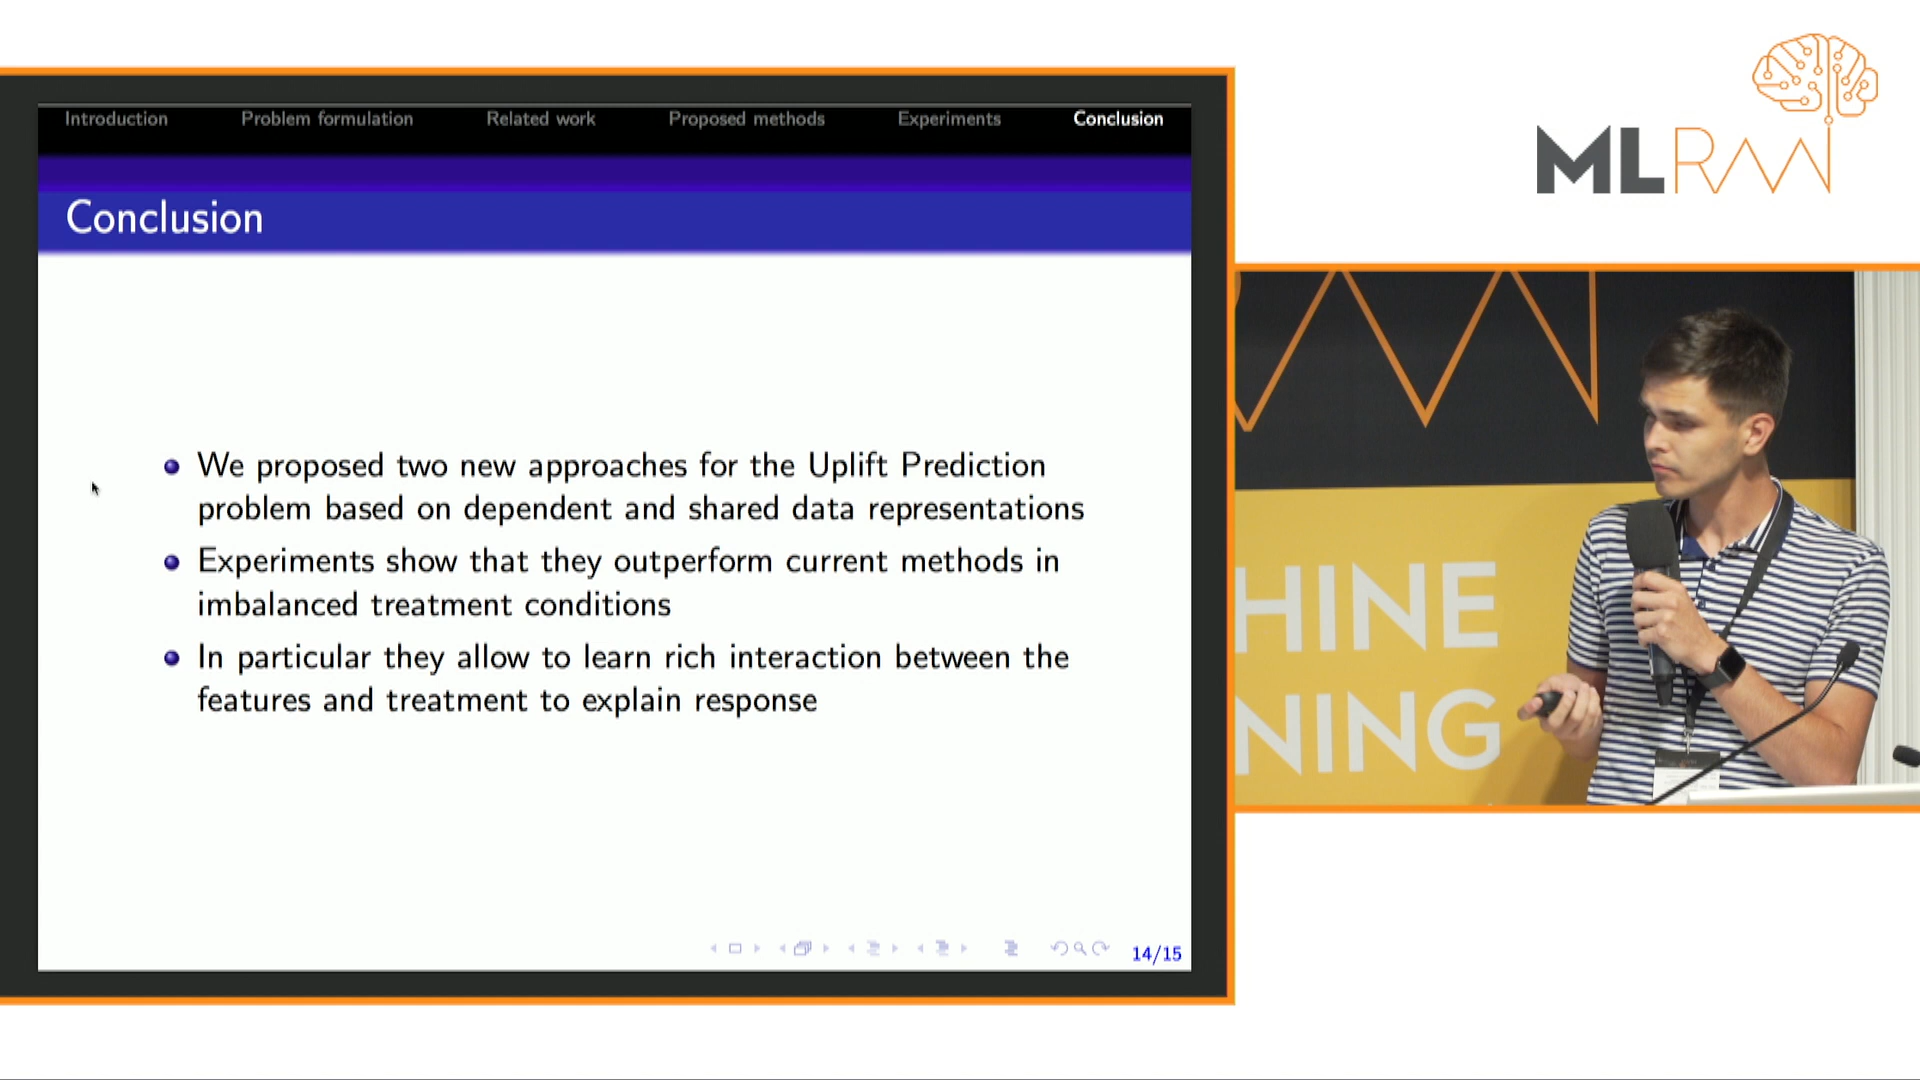 Introduction Problem formulation Related work Proposed methods Experiments Conclusion
Conclusion
We proposed two new approaches for the Uplift Prediction
problem based on dependent and shared data representations
Experiments show that they outperform current methods in
imbalanced treatment conditions
In particular they allow to learn rich interaction between the
features and treatment to explain response
14/15
MLRAW
HINE
NING